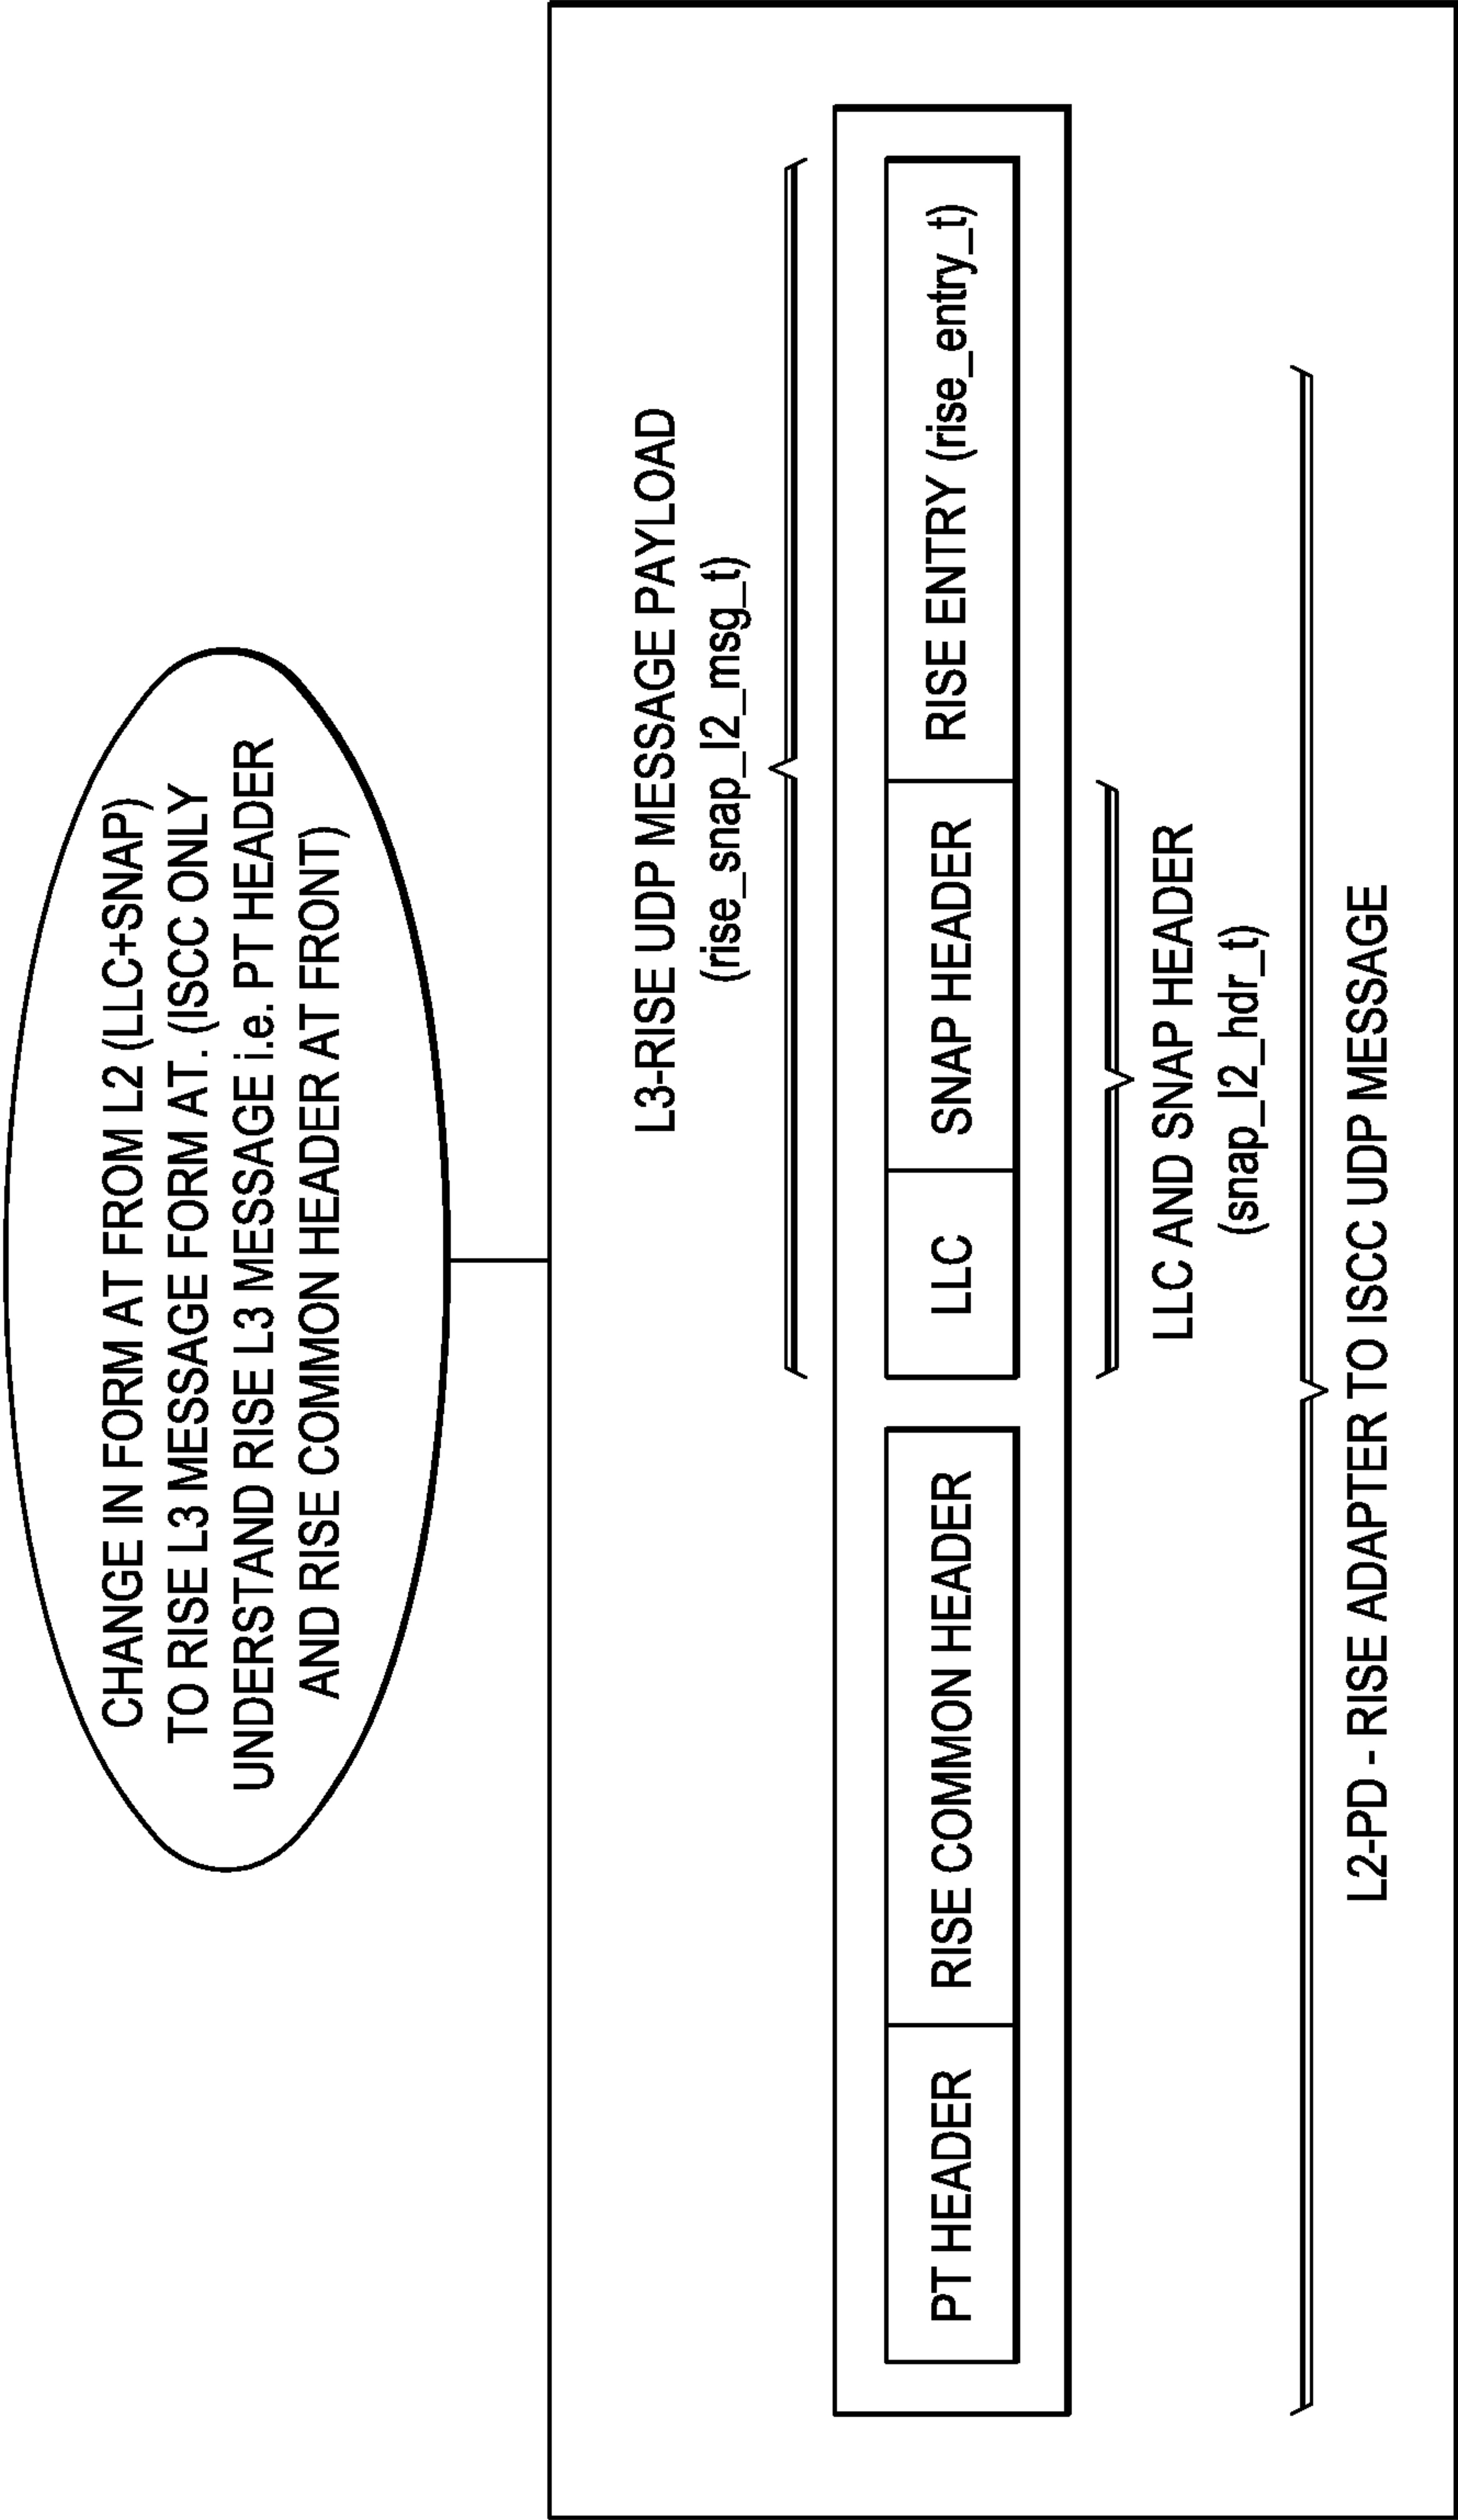 CHANGE IN FORM AT FROM L2 (LLC+SNAP)
TO RISE L3 MESSAGE FORM AT. (ISCC ONLY
UNDERSTAND RISE L3 MESSAGE i.e. PT HEADER
AND RISE COMMON HEADER AT FRONT)
L3-RISE UDP MESSAGE PAYLOAD
(rise_snap_l2_msg_t)
PT HEADER
RISE COMMON HEADER
LLC
SNAP HEADER
RISE ENTRY (rise_entry_t)
LLC AND SNAP HEADER
(snap_l2_hdr_t)
L2-PD - RISE ADAPTER TO ISCC UDP MESSAGE